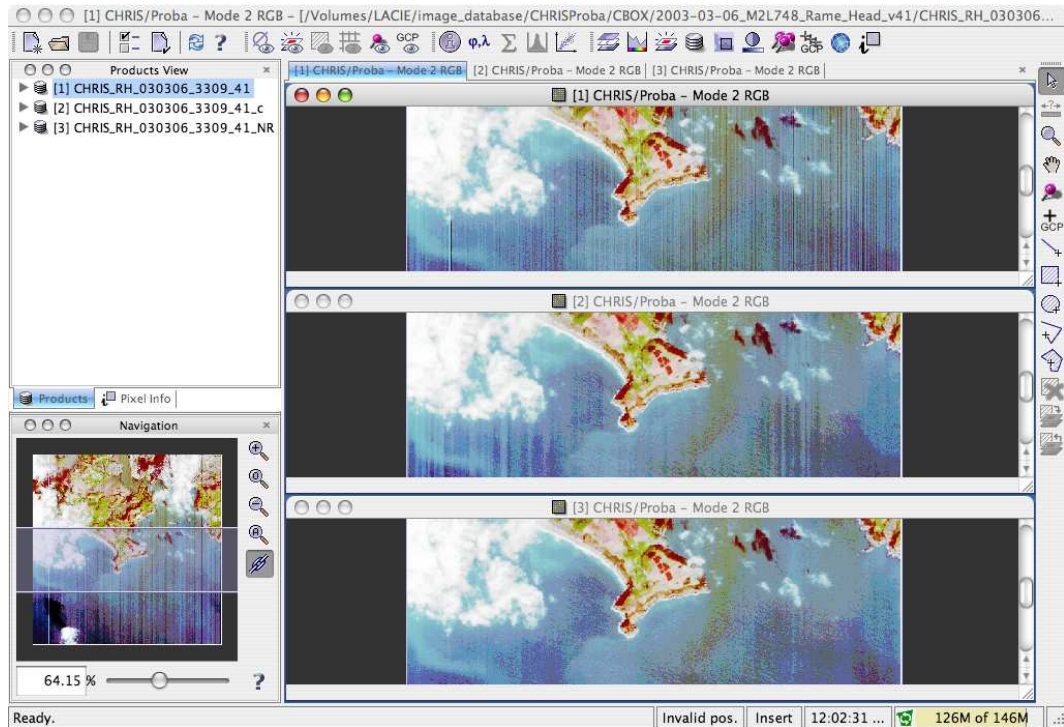 [1] CHRIS/Proba – Mode 2 RGB – [/Volumes/LACIE/image_database/CHRISProba/CBOX/2003-03-06_M2L748_Rame_Head_v41/CHRIS_RH_030306...
? GCP φ,λ Σ GCP
Products View ×
[1] CHRIS_RH_030306_3309_41
[2] CHRIS_RH_030306_3309_41_c
[3] CHRIS_RH_030306_3309_41_NR
Products Pixel Info
Navigation ×
64.15 % ?
[1] CHRIS/Proba – Mode 2 RGB [2] CHRIS/Proba – Mode 2 RGB [3] CHRIS/Proba – Mode 2 RGB ×
[1] CHRIS/Proba – Mode 2 RGB
[2] CHRIS/Proba – Mode 2 RGB
[3] CHRIS/Proba – Mode 2 RGB
GCP
Ready. Invalid pos. Insert 12:02:31 ... 126M of 146M